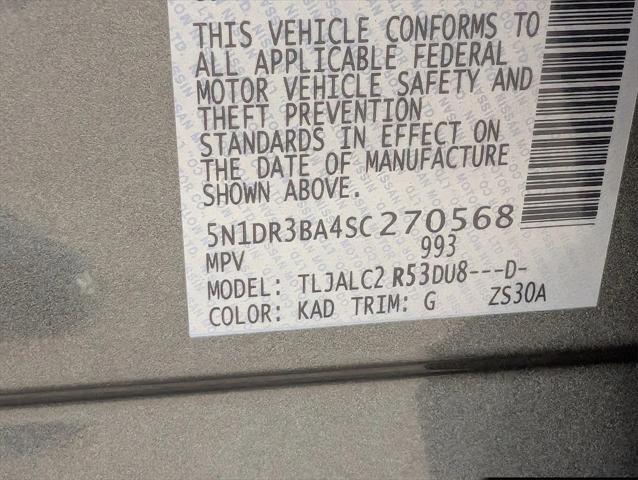 THIS VEHICLE CONFORMS TO
ALL APPLICABLE FEDERAL
MOTOR VEHICLE SAFETY AND
THEFT PREVENTION
STANDARDS IN EFFECT ON
THE DATE OF MANUFACTURE
SHOWN ABOVE.
5N1DR3BA4SC270568
MPV 993
MODEL: TLJALC2 R53DU8---D-
COLOR: KAD TRIM: G ZS30A